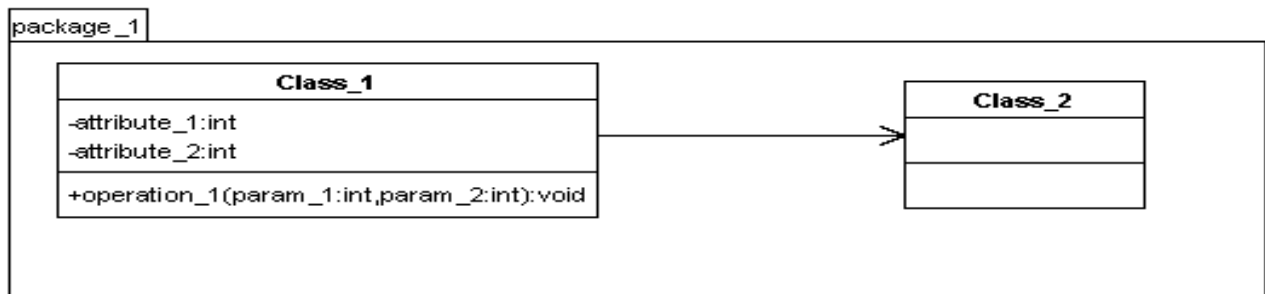 package_1
Class_1
-attribute_1:int
-attribute_2:int
+operation_1(param_1:int,param_2:int):void
Class_2